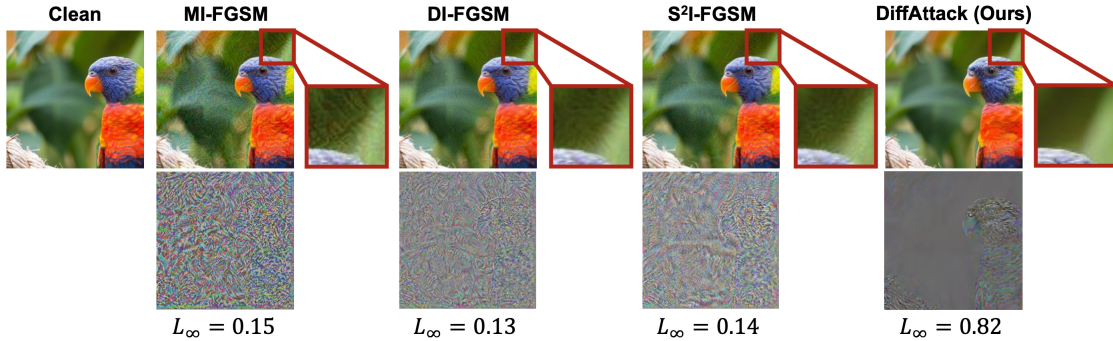 Clean
MI-FGSM
DI-FGSM
S²I-FGSM
DiffAttack (Ours)
L∞ = 0.15
L∞ = 0.13
L∞ = 0.14
L∞ = 0.82